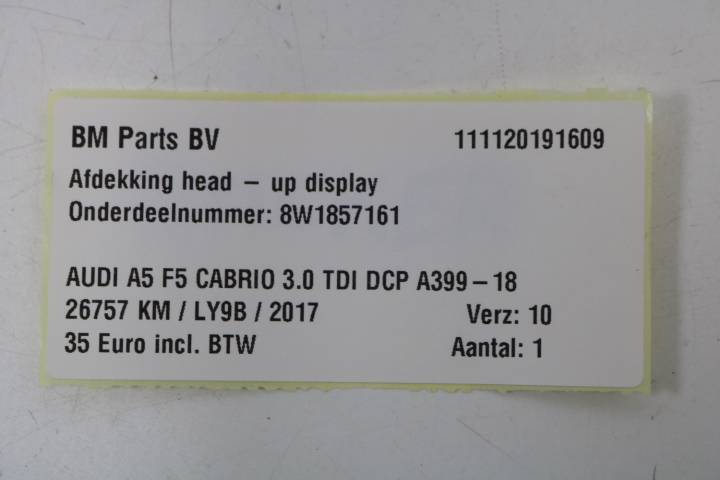 BM Parts BV 111120191609
Afdekking head – up display
Onderdeelnummer: 8W1857161
AUDI A5 F5 CABRIO 3.0 TDI DCP A399 – 18
26757 KM / LY9B / 2017 Verz: 10
35 Euro incl. BTW Aantal: 1